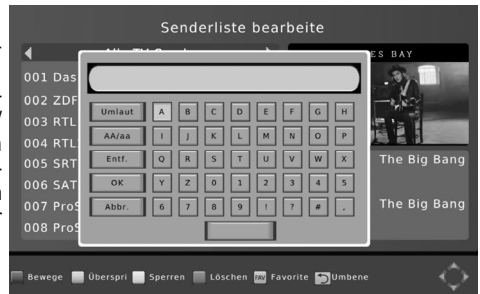 Senderliste bearbeite
ES BAY
001 Das
002 ZDF
003 RTL
004 RTL
005 SRT
006 SAT
007 ProS
008 ProS
Umlaut A B C D E F G H
AA/aa I J K L M N O P
Entf. Q R S T U V W X
OK Y Z 0 1 2 3 4 5
Abbr. 6 7 8 9 ! ? # .
The Big Bang
The Big Bang
Bewege Überspri Sperren Löschen FAV Favorite Umbene